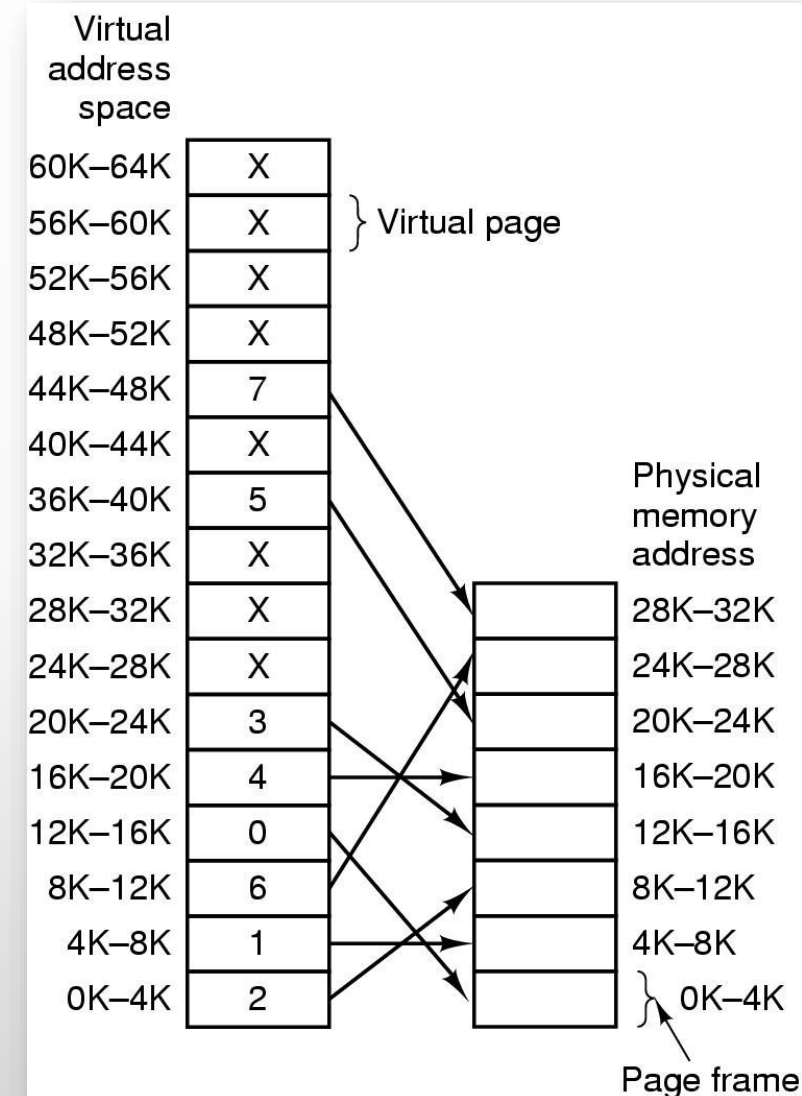 Virtual
address
space
60K–64K X
56K–60K X Virtual page
52K–56K X
48K–52K X
44K–48K 7
40K–44K X
36K–40K 5
32K–36K X
28K–32K X
24K–28K X
20K–24K 3
16K–20K 4
12K–16K 0
8K–12K 6
4K–8K 1
0K–4K 2
Physical
memory
address
28K–32K
24K–28K
20K–24K
16K–20K
12K–16K
8K–12K
4K–8K
0K–4K
Page frame